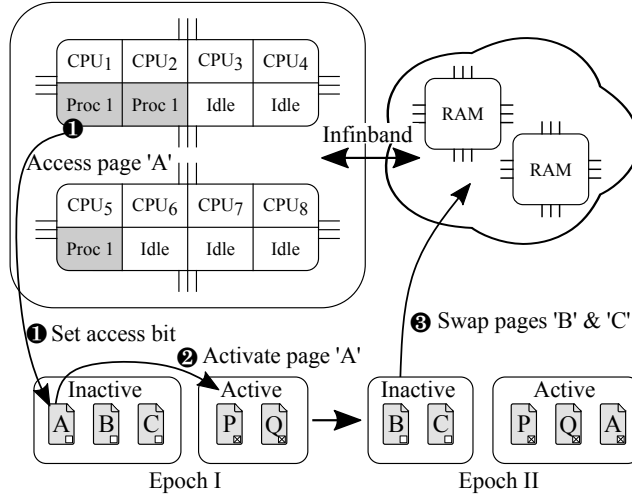 CPU1 CPU2 CPU3 CPU4
Proc 1 Proc 1 Idle Idle
❶
Access page 'A'
CPU5 CPU6 CPU7 CPU8
Proc 1 Idle Idle Idle
Infinband
RAM
RAM
❶ Set access bit
❷ Activate page 'A'
❸ Swap pages 'B' & 'C'
Inactive
A B C
Active
P Q
Epoch I
Inactive
B C
Active
P Q A
Epoch II